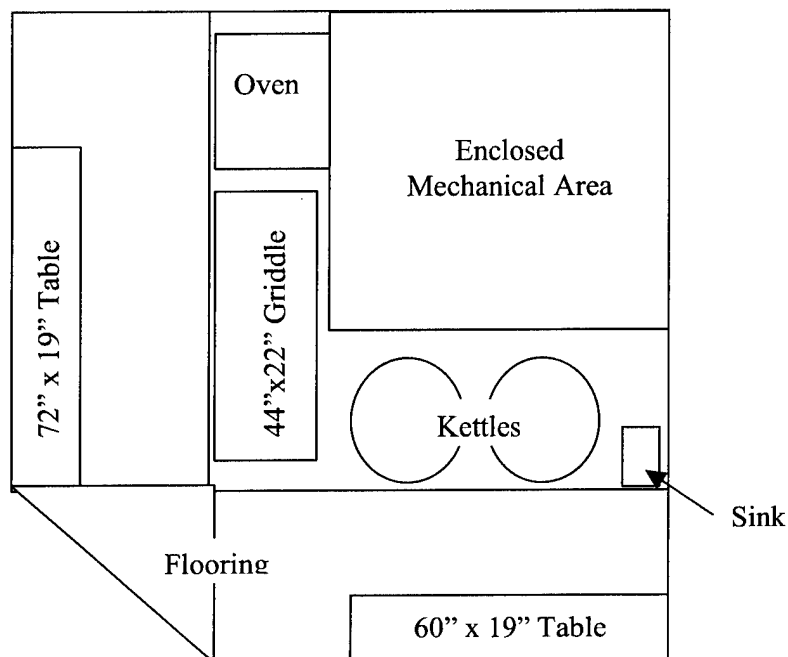 Oven
Enclosed
Mechanical Area
72” x 19” Table
44”x22” Griddle
Kettles
Sink
Flooring
60” x 19” Table